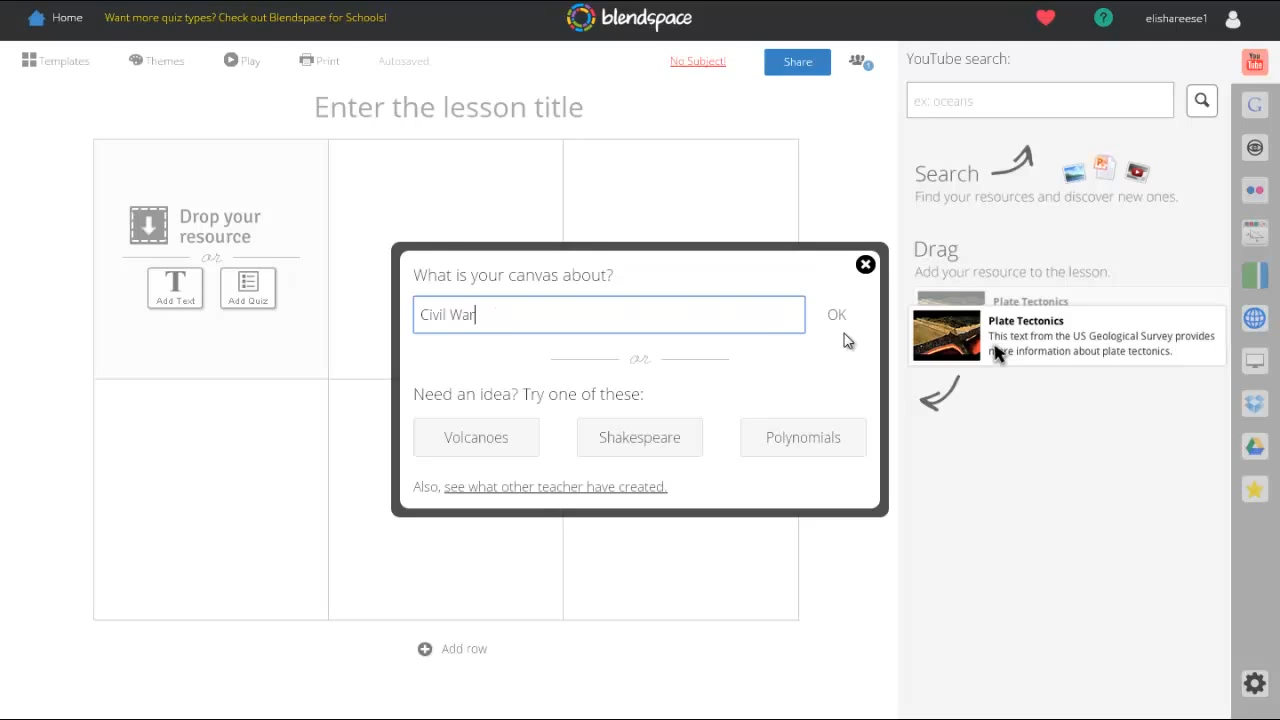 Home
Want more quiz types? Check out Blendspace for Schools!
blendspace
?
elishareese1
Templates
Themes
Play
Print
Autosaved.
No Subject!
Share
1
Enter the lesson title
Drop your
resource
or
T
Add Text
Add Quiz
What is your canvas about?
Civil War
OK
or
Need an idea? Try one of these:
Volcanoes
Shakespeare
Polynomials
Also, see what other teacher have created.
Add row
YouTube search:
ex: oceans
Search
Find your resources and discover new ones.
Drag
Add your resource to the lesson.
Plate Tectonics
Plate Tectonics
This text from the US Geological Survey provides
more information about plate tectonics.
You
Tube
G